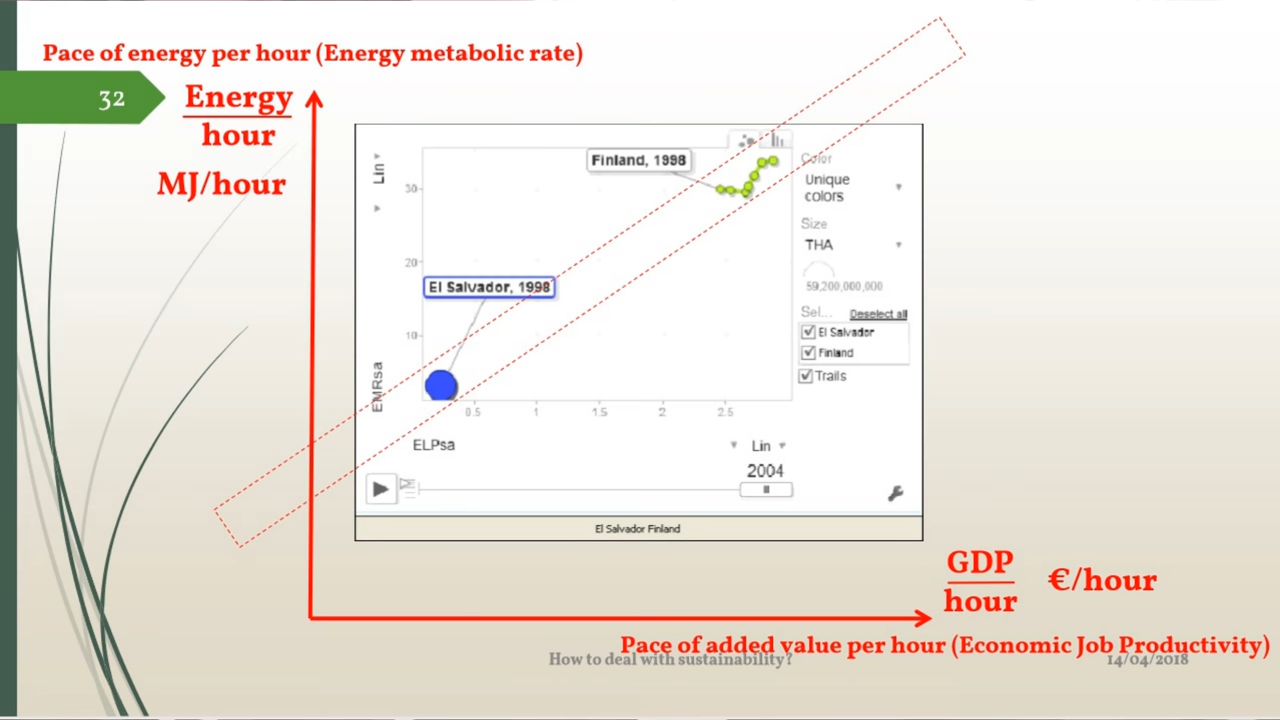 Pace of energy per hour (Energy metabolic rate)
32
Energy
hour
MJ/hour
Lin
EMRsa
30
20
10
Finland, 1998
El Salvador, 1998
0.5
1
1.5
2
2.5
ELPsa
Lin
2004
Color
Unique
colors
Size
THA
59,200,000,000
Sel...
Deselect all
El Salvador
Finland
Trails
El Salvador Finland
GDP
hour
€/hour
Pace of added value per hour (Economic Job Productivity)
How to deal with sustainability?
14/04/2018